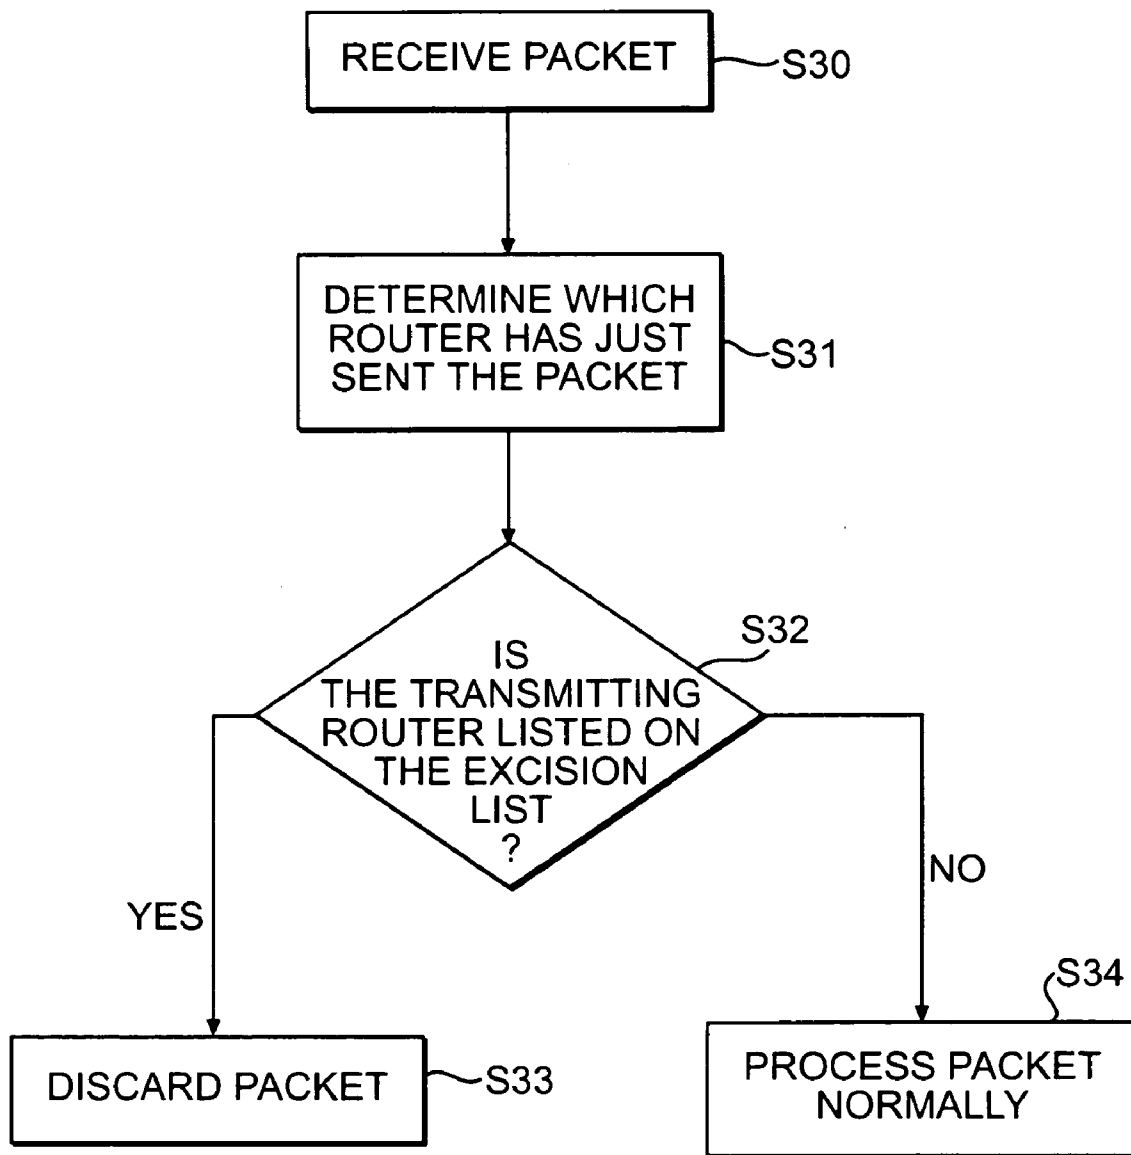 RECEIVE PACKET
S30
DETERMINE WHICH
ROUTER HAS JUST
SENT THE PACKET
S31
S32
IS
THE TRANSMITTING
ROUTER LISTED ON
THE EXCISION
LIST
?
YES
NO
DISCARD PACKET
S33
S34
PROCESS PACKET
NORMALLY